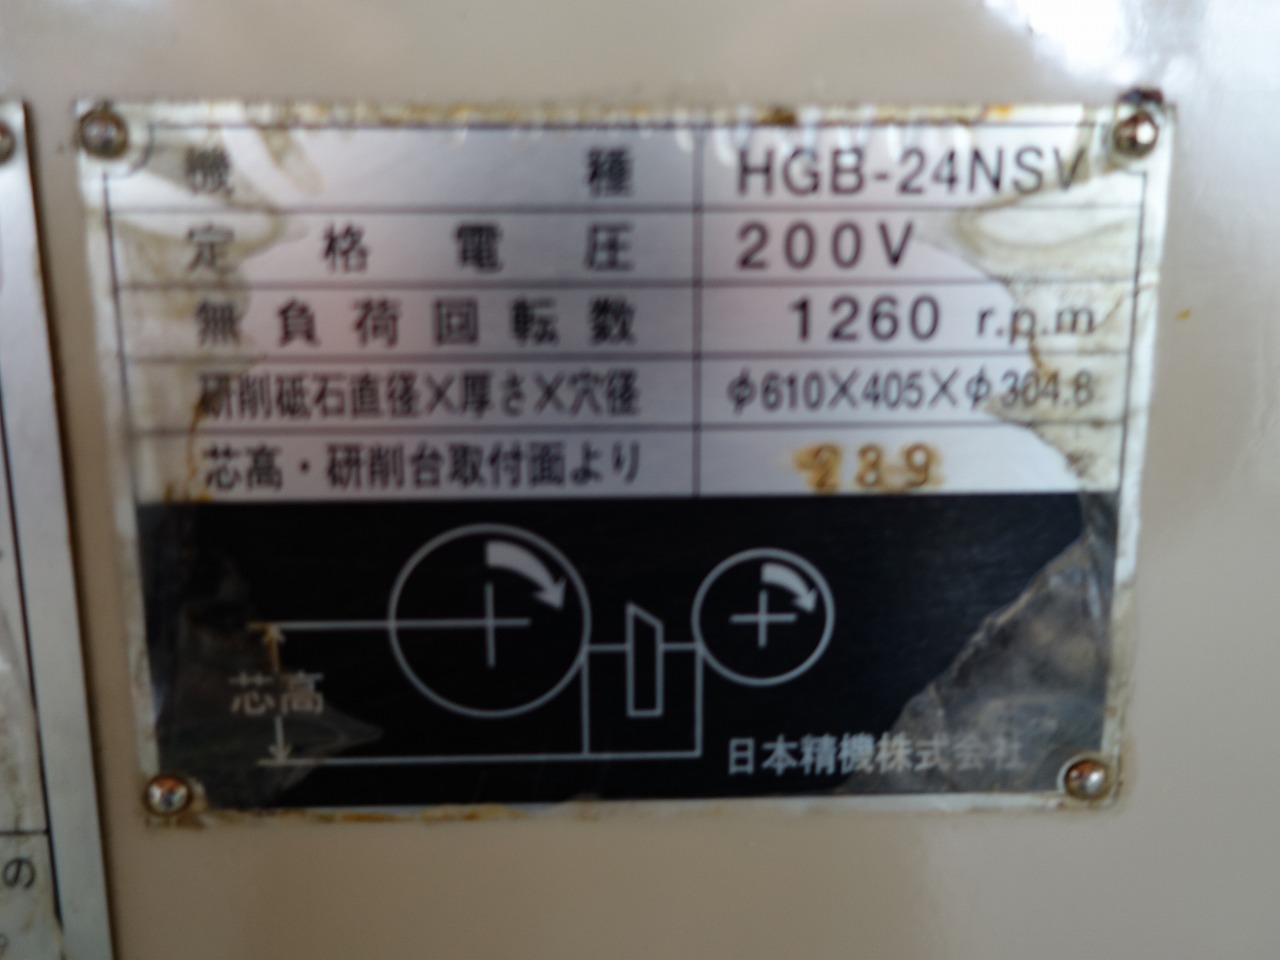 機種 HGB-24NSV
定格電圧 200V
無負荷回転数 1260 r.p.m
研削砥石直径×厚さ×穴径 φ610×405×φ304.8
芯高・研削台取付面より 239
芯高
日本精機株式会社
の